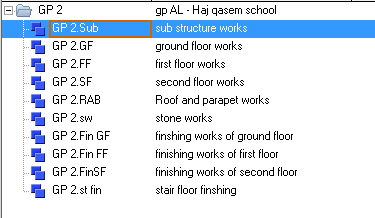 GP 2 gp AL - Haj qasem school
GP 2.Sub sub structure works
GP 2.GF ground floor works
GP 2.FF first floor works
GP 2.SF second floor works
GP 2.RAB Roof and parapet works
GP 2.sw stone works
GP 2.Fin GF finshing works of ground floor
GP 2.Fin FF finishing works of first floor
GP 2.FinSF finishing works of second floor
GP 2.st fin stair floor finshing